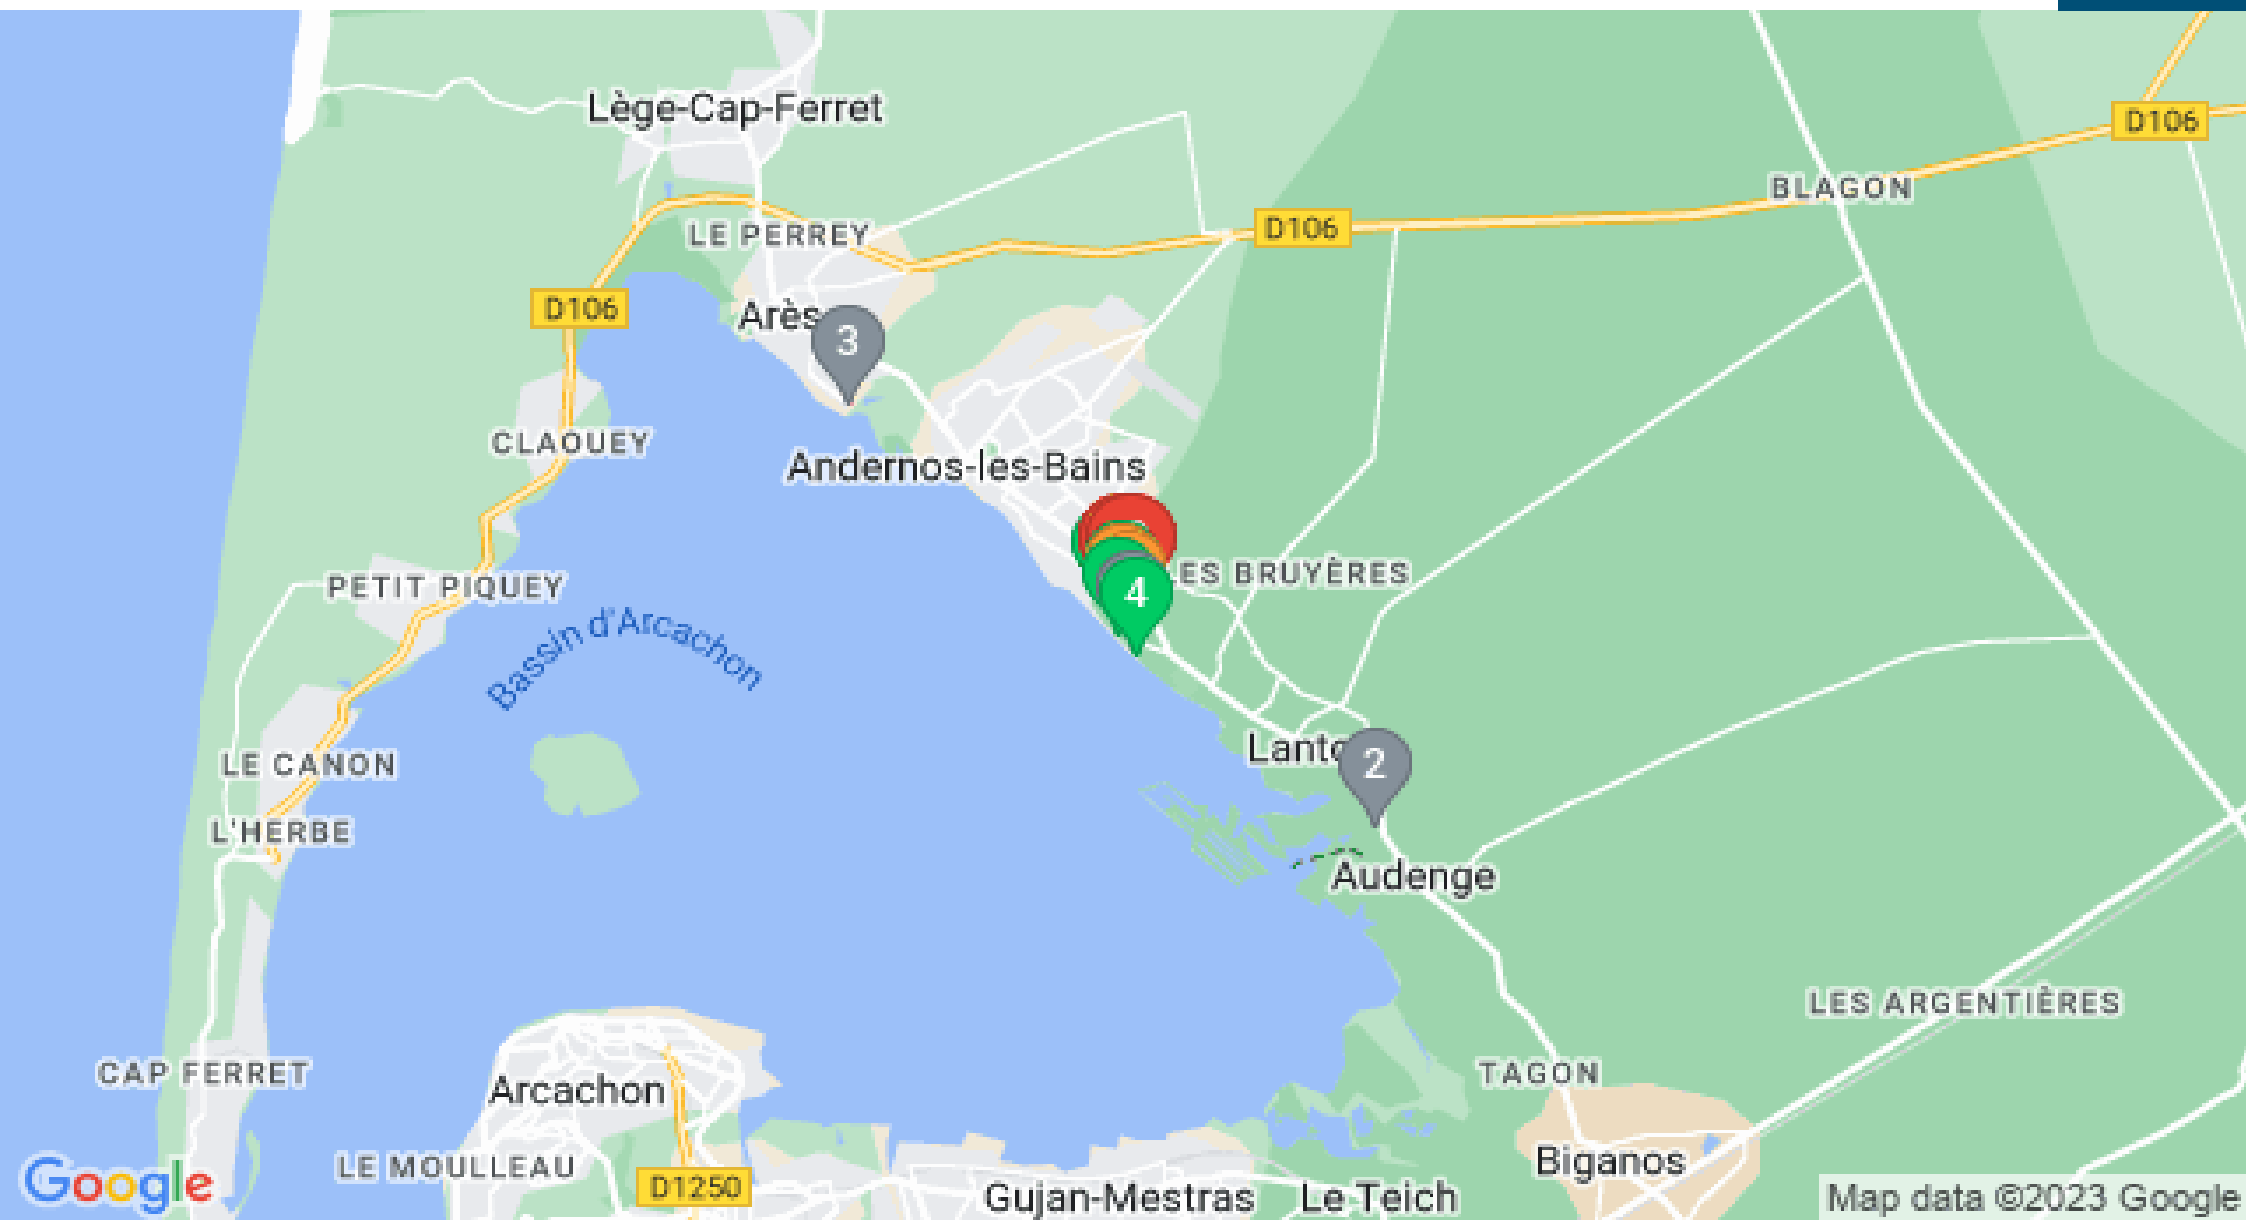 Lège-Cap-Ferret
D106
BLAGON
LE PERREY
D106
D106
Arès
3
CLAOUEY
Andernos-les-Bains
ES BRUYÈRES
PETIT PIQUEY
4
Bassin d'Arcachon
Lanto
2
LE CANON
L'HERBE
Audenge
LES ARGENTIÈRES
CAP FERRET
TAGON
Arcachon
LE MOULLEAU
Biganos
D1250
Google
Gujan-Mestras
Le Teich
Map data ©2023 Google